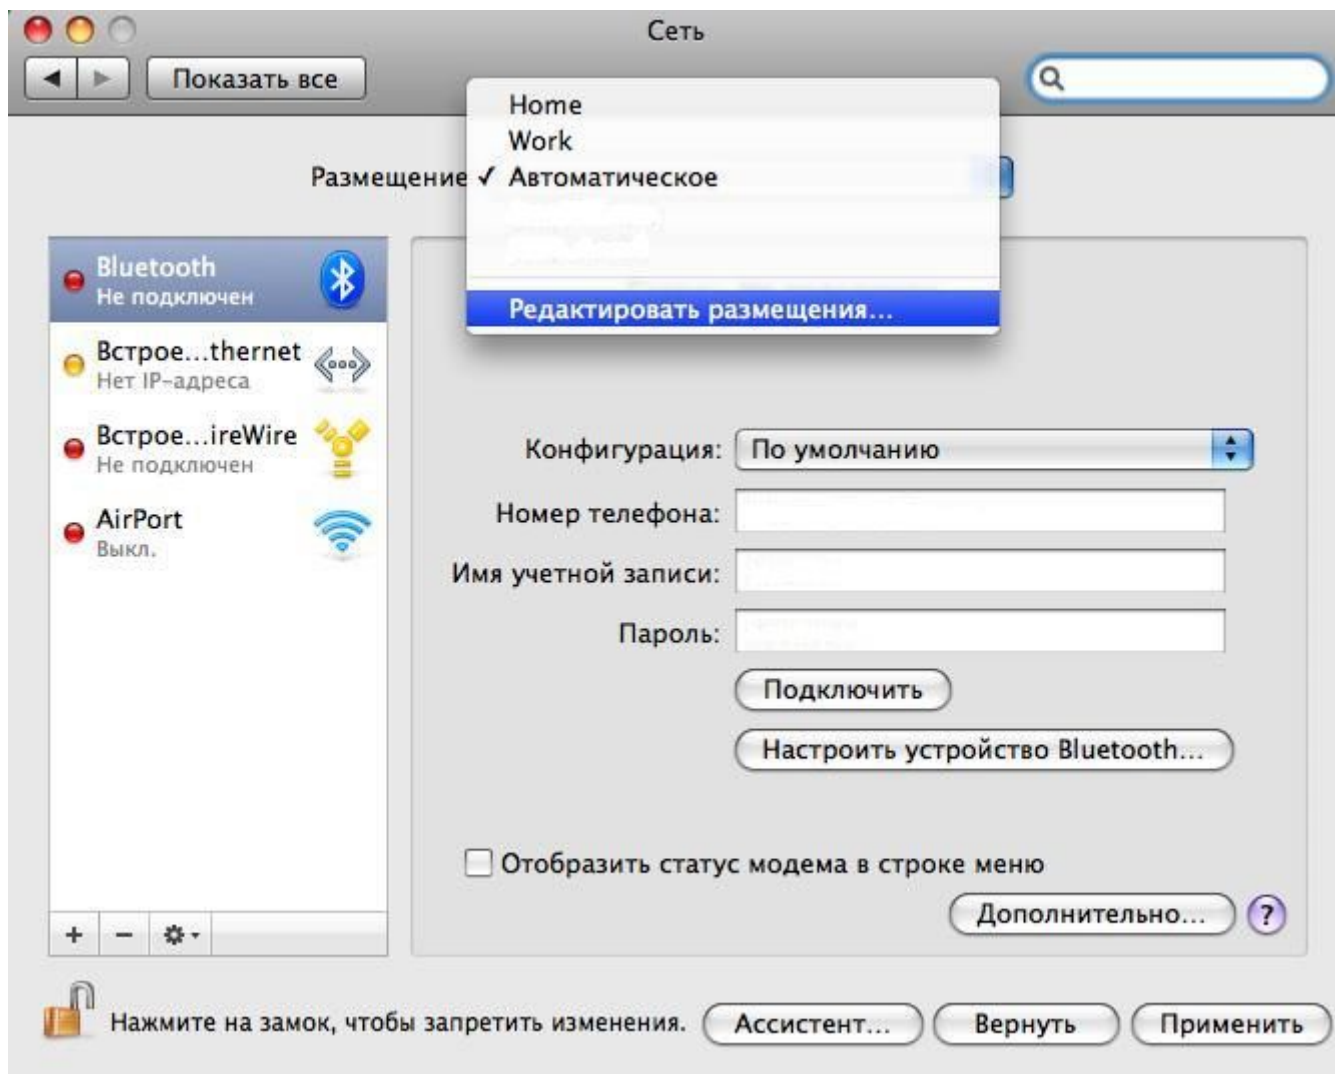 Сеть
Показать все
Home
Work
Размещение ✓ Автоматическое
Редактировать размещения...
Bluetooth
Не подключен
Встрое...thernet
Нет IP-адреса
Встрое...ireWire
Не подключен
AirPort
Выкл.
Конфигурация: По умолчанию
Номер телефона:
Имя учетной записи:
Пароль:
Подключить
Настроить устройство Bluetooth...
Отобразить статус модема в строке меню
Дополнительно... ?
Нажмите на замок, чтобы запретить изменения. Ассистент... Вернуть Применить